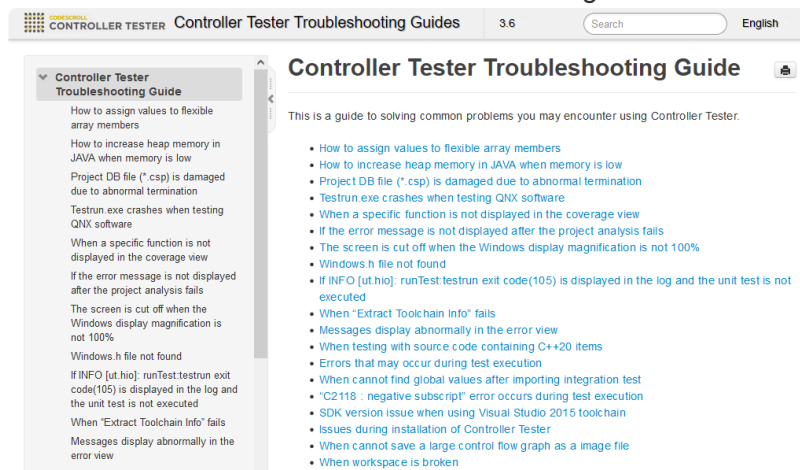 CODESCROLL
CONTROLLER TESTER Controller Tester Troubleshooting Guides 3.6 Search English
Controller Tester
Troubleshooting Guide
How to assign values to flexible
array members
How to increase heap memory in
JAVA when memory is low
Project DB file (*.csp) is damaged
due to abnormal termination
Testrun.exe crashes when testing
QNX software
When a specific function is not
displayed in the coverage view
If the error message is not displayed
after the project analysis fails
The screen is cut off when the
Windows display magnification is
not 100%
Windows.h file not found
If INFO [ut.hio]: runTest:testrun exit
code(105) is displayed in the log and
the unit test is not executed
When “Extract Toolchain Info” fails
Messages display abnormally in the
error view
Controller Tester Troubleshooting Guide
This is a guide to solving common problems you may encounter using Controller Tester.
• How to assign values to flexible array members
• How to increase heap memory in JAVA when memory is low
• Project DB file (*.csp) is damaged due to abnormal termination
• Testrun.exe crashes when testing QNX software
• When a specific function is not displayed in the coverage view
• If the error message is not displayed after the project analysis fails
• The screen is cut off when the Windows display magnification is not 100%
• Windows.h file not found
• If INFO [ut.hio]: runTest:testrun exit code(105) is displayed in the log and the unit test is not
executed
• When “Extract Toolchain Info” fails
• Messages display abnormally in the error view
• When testing with source code containing C++20 items
• Errors that may occur during test execution
• When cannot find global values after importing integration test
• “C2118 : negative subscript” error occurs during test execution
• SDK version issue when using Visual Studio 2015 toolchain
• Issues during installation of Controller Tester
• When cannot save a large control flow graph as a image file
• When workspace is broken